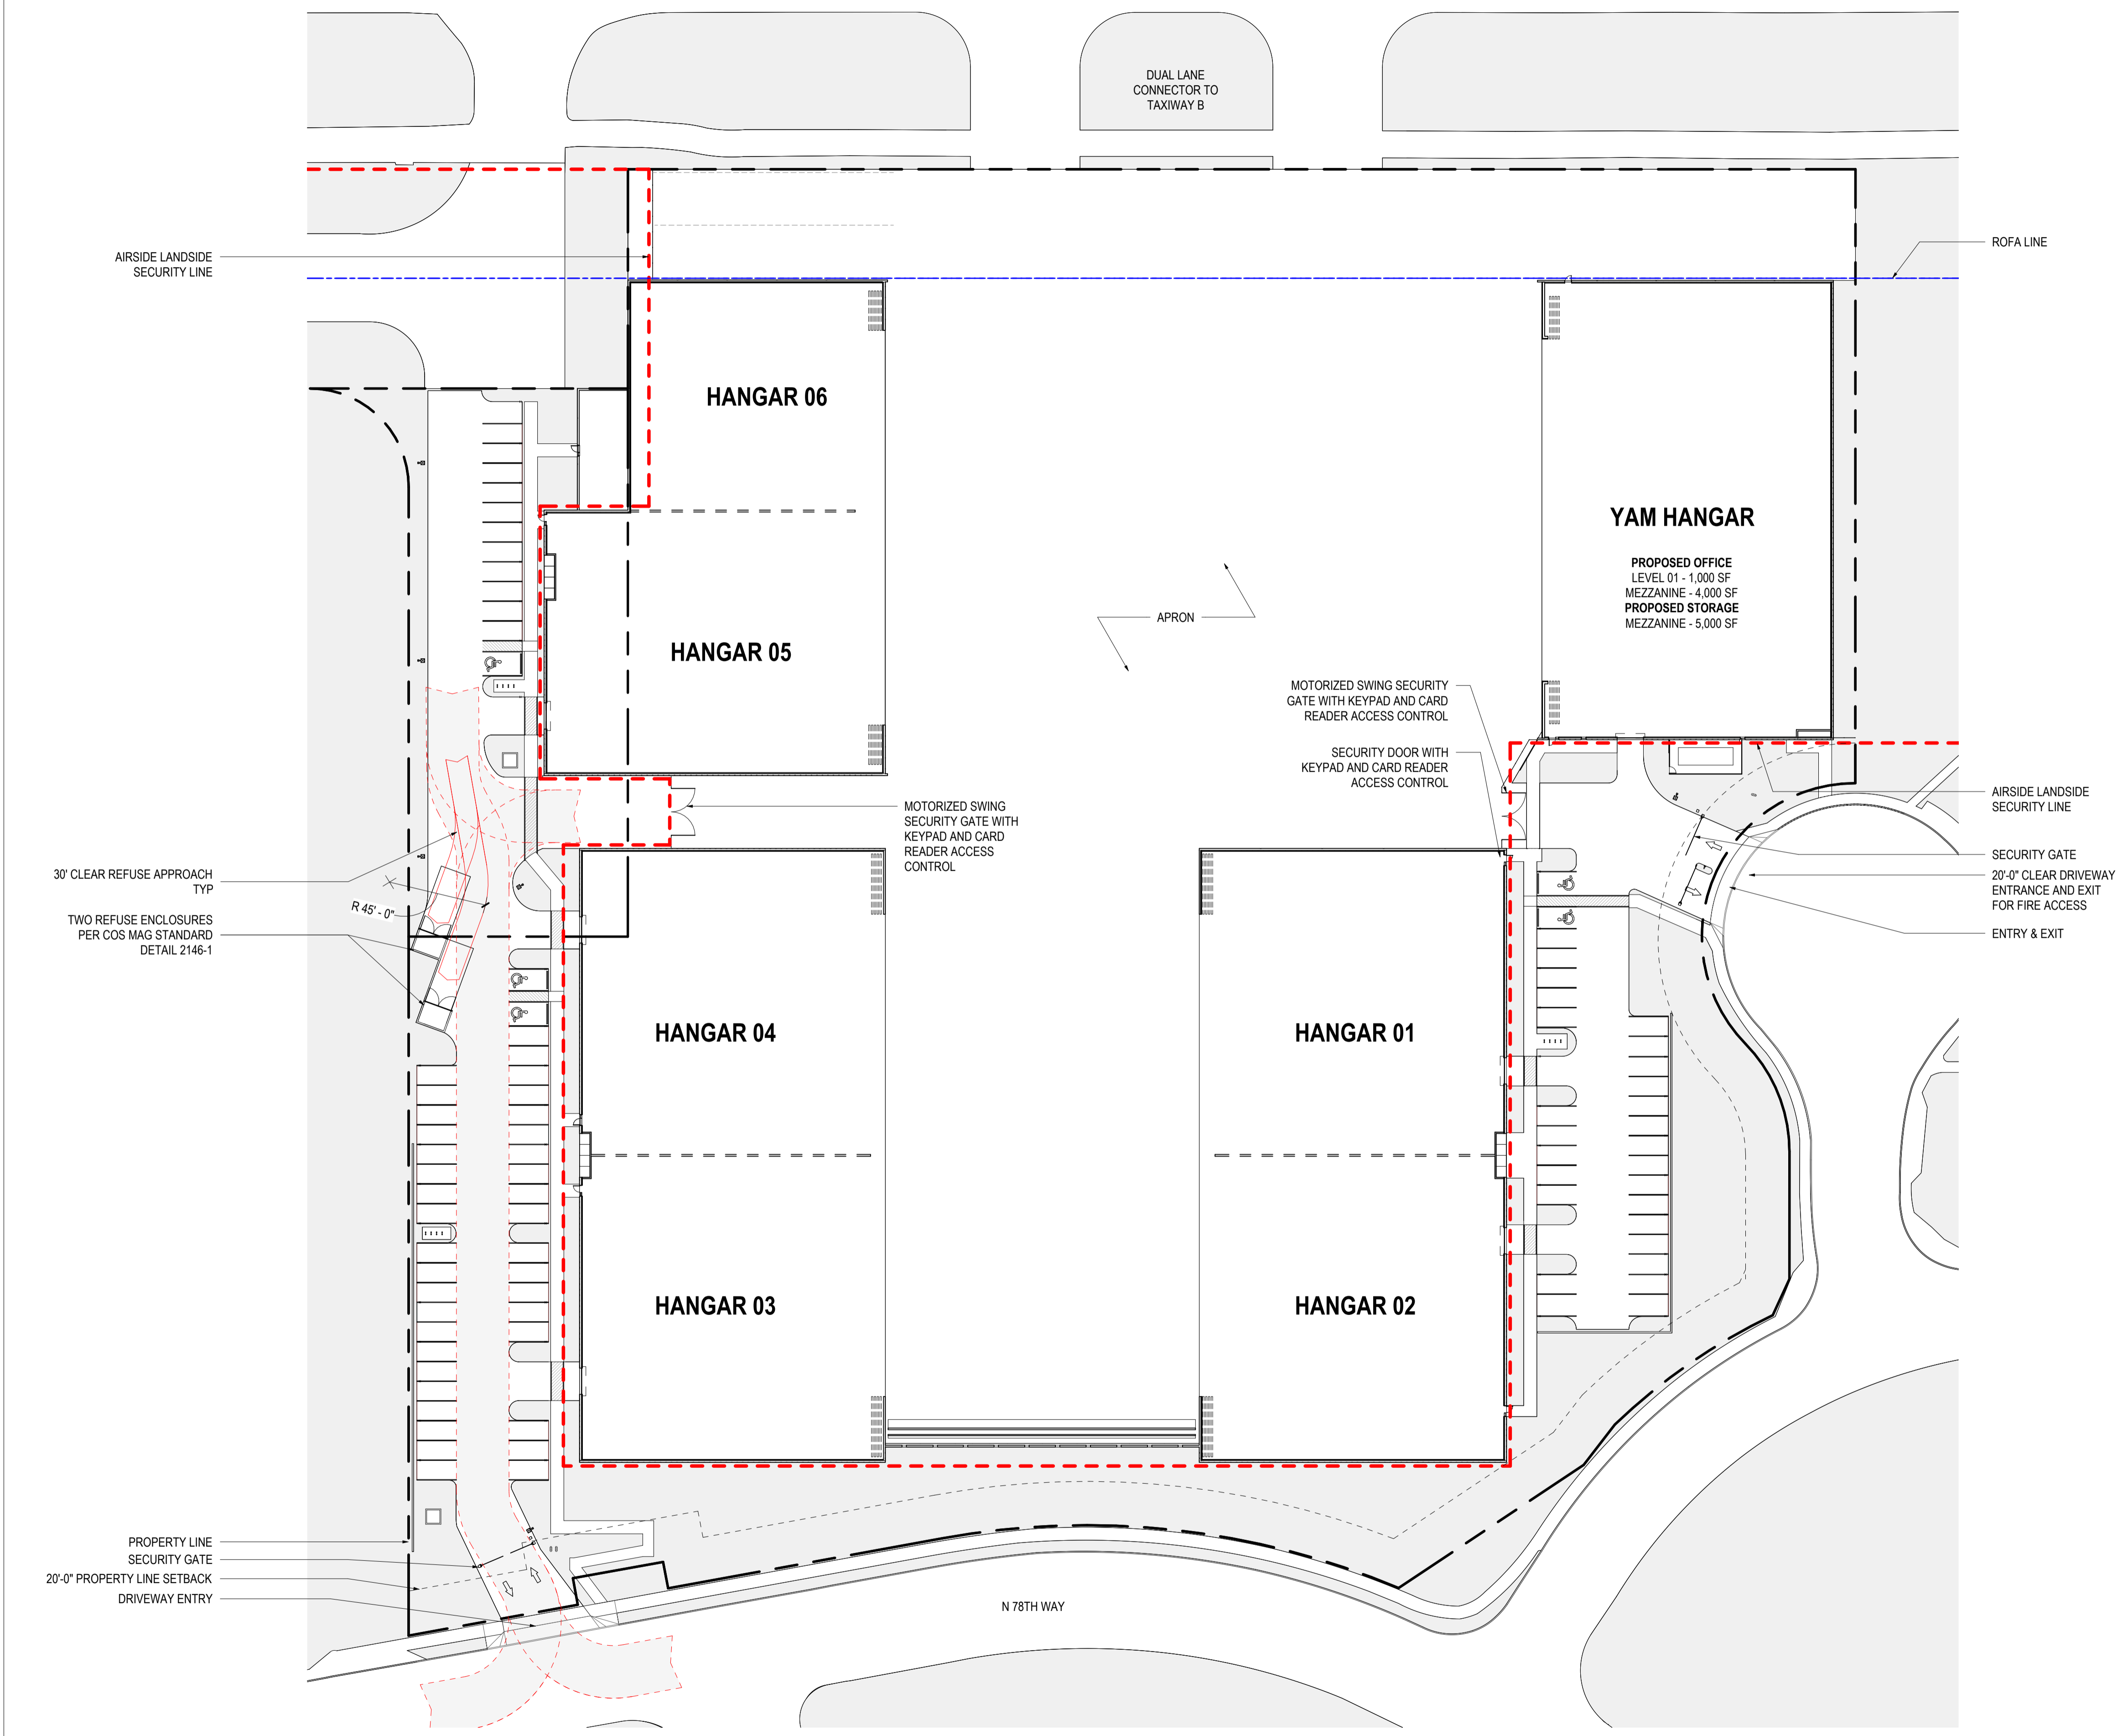 DUAL LANE
CONNECTOR TO
TAXIWAY B
AIRSIDE LANDSIDE
SECURITY LINE
ROFA LINE
HANGAR 06
YAM HANGAR
PROPOSED OFFICE
LEVEL 01 - 1,000 SF
MEZZANINE - 4,000 SF
PROPOSED STORAGE
MEZZANINE - 5,000 SF
APRON
HANGAR 05
MOTORIZED SWING SECURITY
GATE WITH KEYPAD AND CARD
READER ACCESS CONTROL
SECURITY DOOR WITH
KEYPAD AND CARD READER
ACCESS CONTROL
MOTORIZED SWING
SECURITY GATE WITH
KEYPAD AND CARD
READER ACCESS
CONTROL
AIRSIDE LANDSIDE
SECURITY LINE
SECURITY GATE
20'-0" CLEAR DRIVEWAY
ENTRANCE AND EXIT
FOR FIRE ACCESS
ENTRY & EXIT
30' CLEAR REFUSE APPROACH
TYP
R 45' - 0"
TWO REFUSE ENCLOSURES
PER COS MAG STANDARD
DETAIL 2146-1
HANGAR 04
HANGAR 01
HANGAR 03
HANGAR 02
PROPERTY LINE
SECURITY GATE
20'-0" PROPERTY LINE SETBACK
DRIVEWAY ENTRY
N 78TH WAY